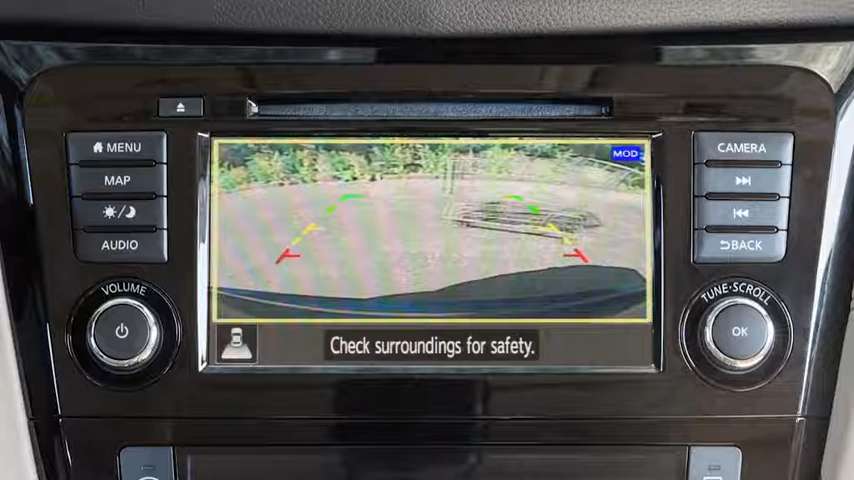 MENU
MAP
AUDIO
VOLUME
MOD
Check surroundings for safety.
CAMERA
BACK
TUNE·SCROLL
OK